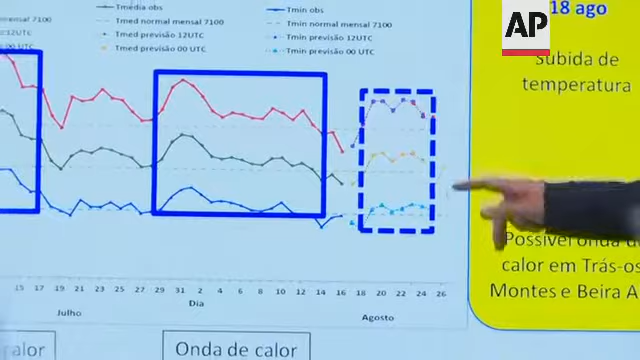 Tmédia obs
Tmin obs
mensal 7100
Tmed normal mensal 7100
Tmin normal mensal 7100
12UTC
Tmed previsão 12UTC
Tmin previsão 12UTC
00 UTC
Tmed previsão 00 UTC
Tmin previsão 00 UTC
AP
18 ago
Subida de
temperatura
Possível onda d
calor em Trás-os
Montes e Beira A
15 17 19 21 23 25 27 29 31 2 4 6 8 10 12 14 16 18 20 22 24 26
Dia
Julho
Agosto
calor
Onda de calor